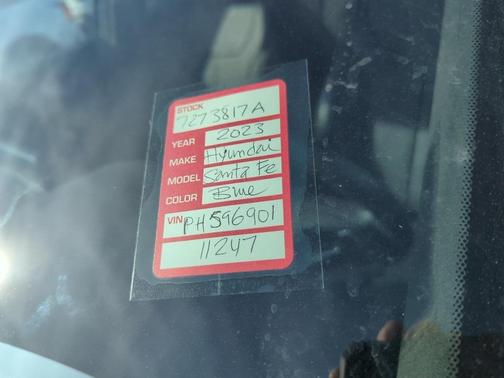 STOCK
7273817A
YEAR 2023
MAKE Hyundai
MODEL Santa Fe
COLOR Blue
VIN PH596901
11247